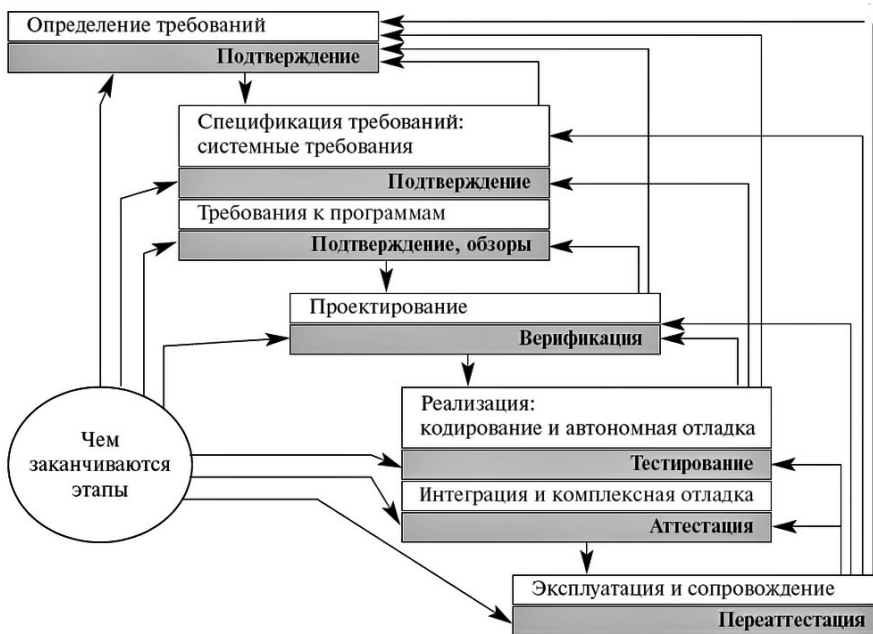 Определение требований
Подтверждение
Спецификация требований:
системные требования
Подтверждение
Требования к программам
Подтверждение, обзоры
Проектирование
Верификация
Реализация:
кодирование и автономная отладка
Тестирование
Интеграция и комплексная отладка
Аттестация
Эксплуатация и сопровождение
Переаттестация
Чем
заканчиваются
этапы